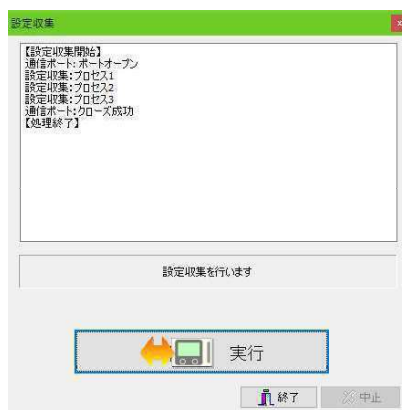 設定収集
【設定収集開始】
通信ポート:ポートオープン
設定収集:プロセス1
設定収集:プロセス2
設定収集:プロセス3
通信ポート:クローズ成功
【処理終了】
設定収集を行います
実行
終了
中止